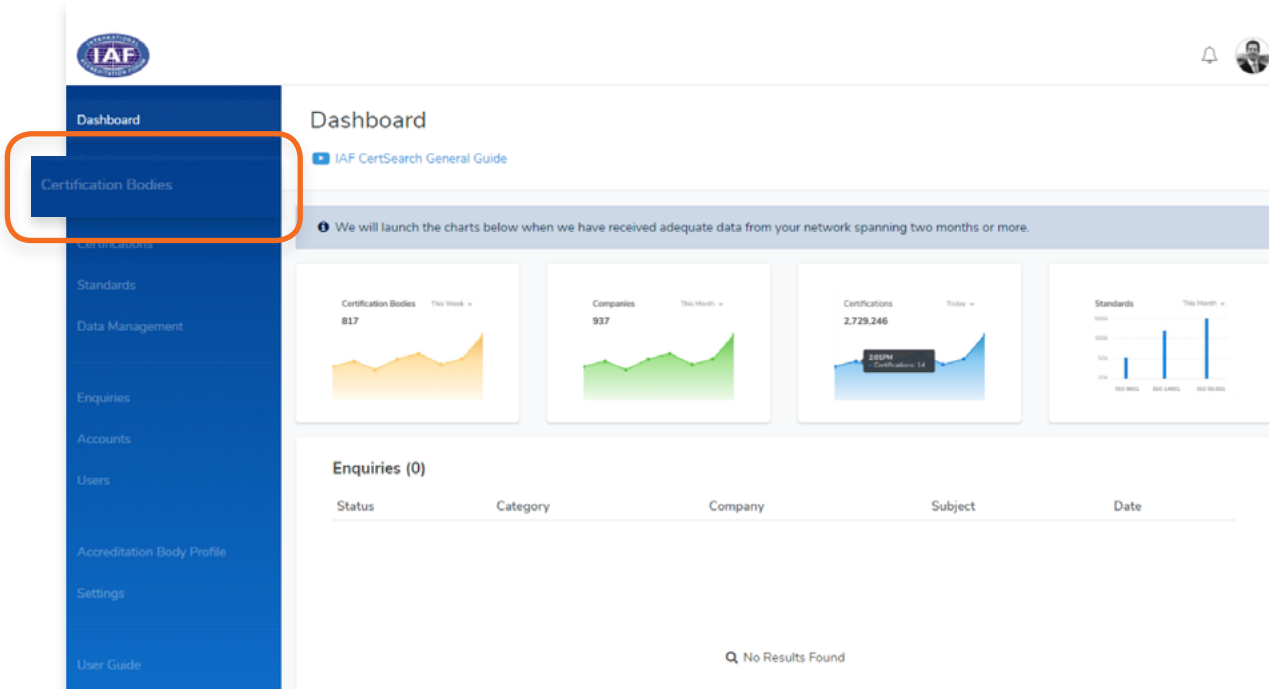 INTERNATIONAL
IAF
ACCREDITATION FORUM
Dashboard
Certification Bodies
Certifications
Standards
Data Management
Enquiries
Accounts
Users
Accreditation Body Profile
Settings
User Guide
Dashboard
IAF CertSearch General Guide
We will launch the charts below when we have received adequate data from your network spanning two months or more.
Certification Bodies This Week
817
Companies This Month
937
Certifications Today
2,729,246
2:01PM
Certifications: 14
Standards This Month
ISO 9001 ISO 14001
Enquiries (0)
Status Category Company Subject Date
No Results Found